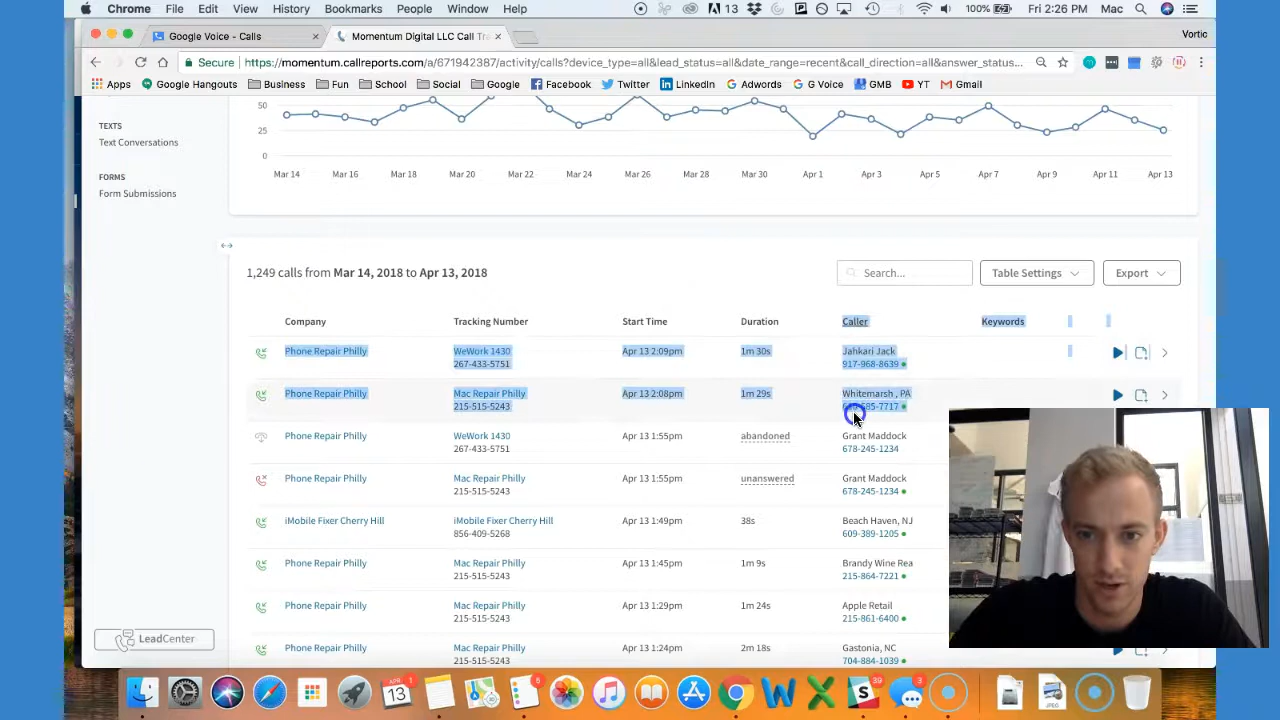 Chrome File Edit View History Bookmarks People Window Help 13 100% Fri 2:26 PM Mac
Google Voice - Calls × Momentum Digital LLC Call Tra × Vortic
Secure https://momentum.callreports.com/a/671942387/activity/calls?device_type=all&lead_status=all&date_range=recent&call_direction=all&answer_status...
Apps Google Hangouts Business Fun School Social Google Facebook Twitter LinkedIn Adwords G Voice GMB YT Gmail
TEXTS
Text Conversations
FORMS
Form Submissions
50
25
0
Mar 14 Mar 16 Mar 18 Mar 20 Mar 22 Mar 24 Mar 26 Mar 28 Mar 30 Apr 1 Apr 3 Apr 5 Apr 7 Apr 9 Apr 11 Apr 13
1,249 calls from Mar 14, 2018 to Apr 13, 2018 Search... Table Settings Export
Company Tracking Number Start Time Duration Caller Keywords
Phone Repair Philly WeWork 1430 Apr 13 2:09pm 1m 30s Jahkari Jack
267-433-5751 917-968-8639
Phone Repair Philly Mac Repair Philly Apr 13 2:08pm 1m 29s Whitemarsh , PA
215-515-5243
Phone Repair Philly WeWork 1430 Apr 13 1:55pm abandoned Grant Maddock
267-433-5751 678-245-1234
Phone Repair Philly Mac Repair Philly Apr 13 1:55pm unanswered Grant Maddock
215-515-5243 678-245-1234
iMobile Fixer Cherry Hill iMobile Fixer Cherry Hill Apr 13 1:49pm 38s Beach Haven, NJ
856-409-5268 609-389-1205
Phone Repair Philly Mac Repair Philly Apr 13 1:45pm 1m 9s Brandy Wine Rea
215-515-5243 215-864-7221
Phone Repair Philly Mac Repair Philly Apr 13 1:29pm 1m 24s Apple Retail
215-515-5243 215-861-6400
Phone Repair Philly Mac Repair Philly Apr 13 1:24pm 2m 18s Gastonia, NC
215-515-5243 704-884-1039
LeadCenter
APR 13 1 5 39 3